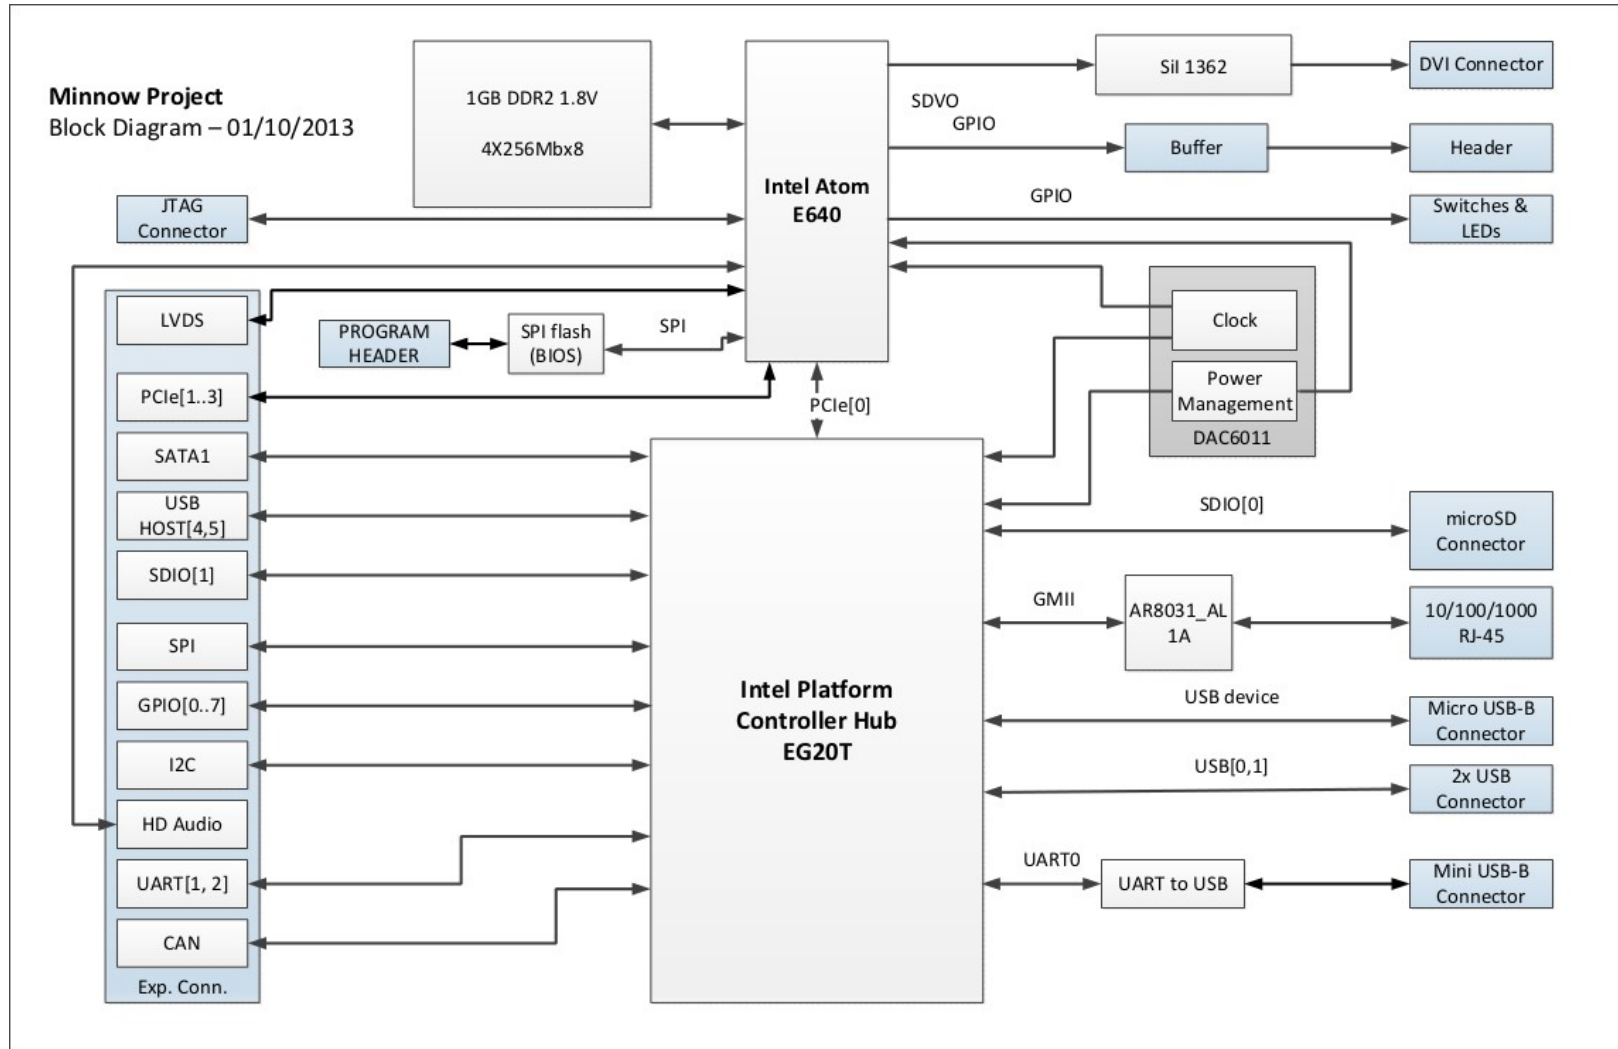 Minnow Project
Block Diagram – 01/10/2013
1GB DDR2 1.8V
4X256Mbx8
Intel Atom
E640
SiI 1362
DVI Connector
SDVO
GPIO
Buffer
Header
GPIO
Switches &
LEDs
JTAG
Connector
LVDS
PROGRAM
HEADER
SPI flash
(BIOS)
SPI
Clock
Power
Management
DAC6011
PCIe[1..3]
PCIe[0]
SATA1
USB
HOST[4,5]
SDIO[1]
SPI
GPIO[0..7]
I2C
HD Audio
UART[1, 2]
CAN
Exp. Conn.
Intel Platform
Controller Hub
EG20T
SDIO[0]
microSD
Connector
GMII
AR8031_AL
1A
10/100/1000
RJ-45
USB device
Micro USB-B
Connector
USB[0,1]
2x USB
Connector
UART0
UART to USB
Mini USB-B
Connector